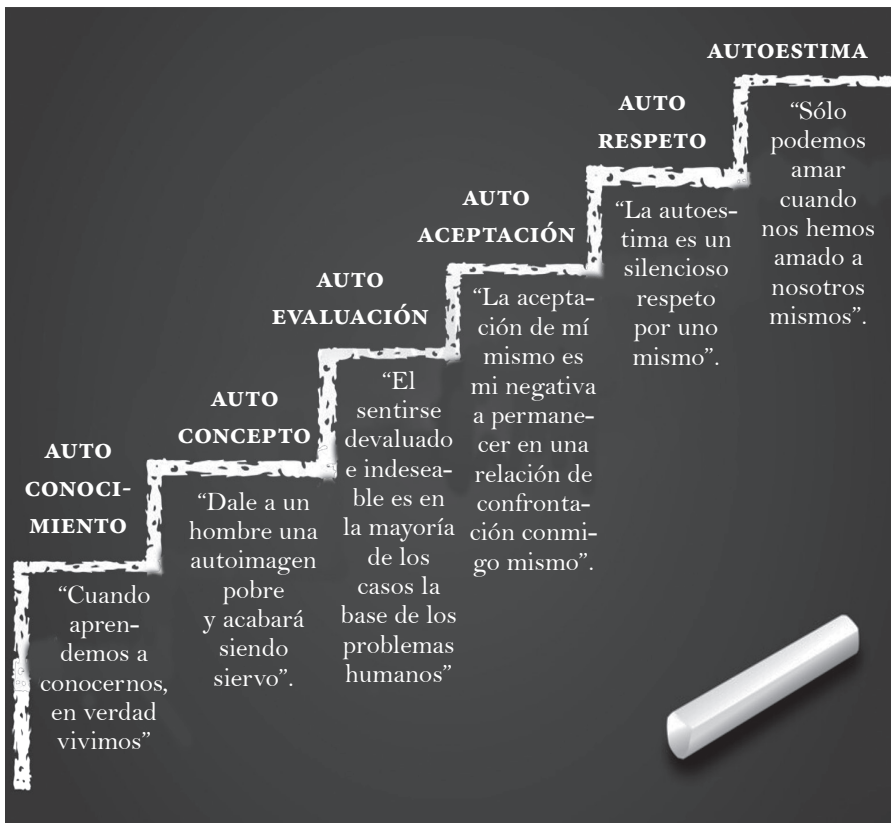 AUTO
CONOCI-
MIENTO
“Cuando
apren-
demos a
conocernos,
en verdad
vivimos”
AUTO
CONCEPTO
“Dale a un
hombre una
autoimagen
pobre
y acabará
siendo
siervo”.
AUTO
EVALUACIÓN
“El
sentirse
devaluado
e indesea-
ble es en
la mayoría
de los
casos la
base de los
problemas
humanos”
AUTO
ACEPTACIÓN
“La acepta-
ción de mí
mismo es
mi negativa
a permane-
cer en una
relación de
confronta-
ción conmi-
go mismo”.
AUTO
RESPETO
“La autoes-
tima es un
silencioso
respeto
por uno
mismo”.
AUTOESTIMA
“Sólo
podemos
amar
cuando
nos hemos
amado a
nosotros
mismos”.